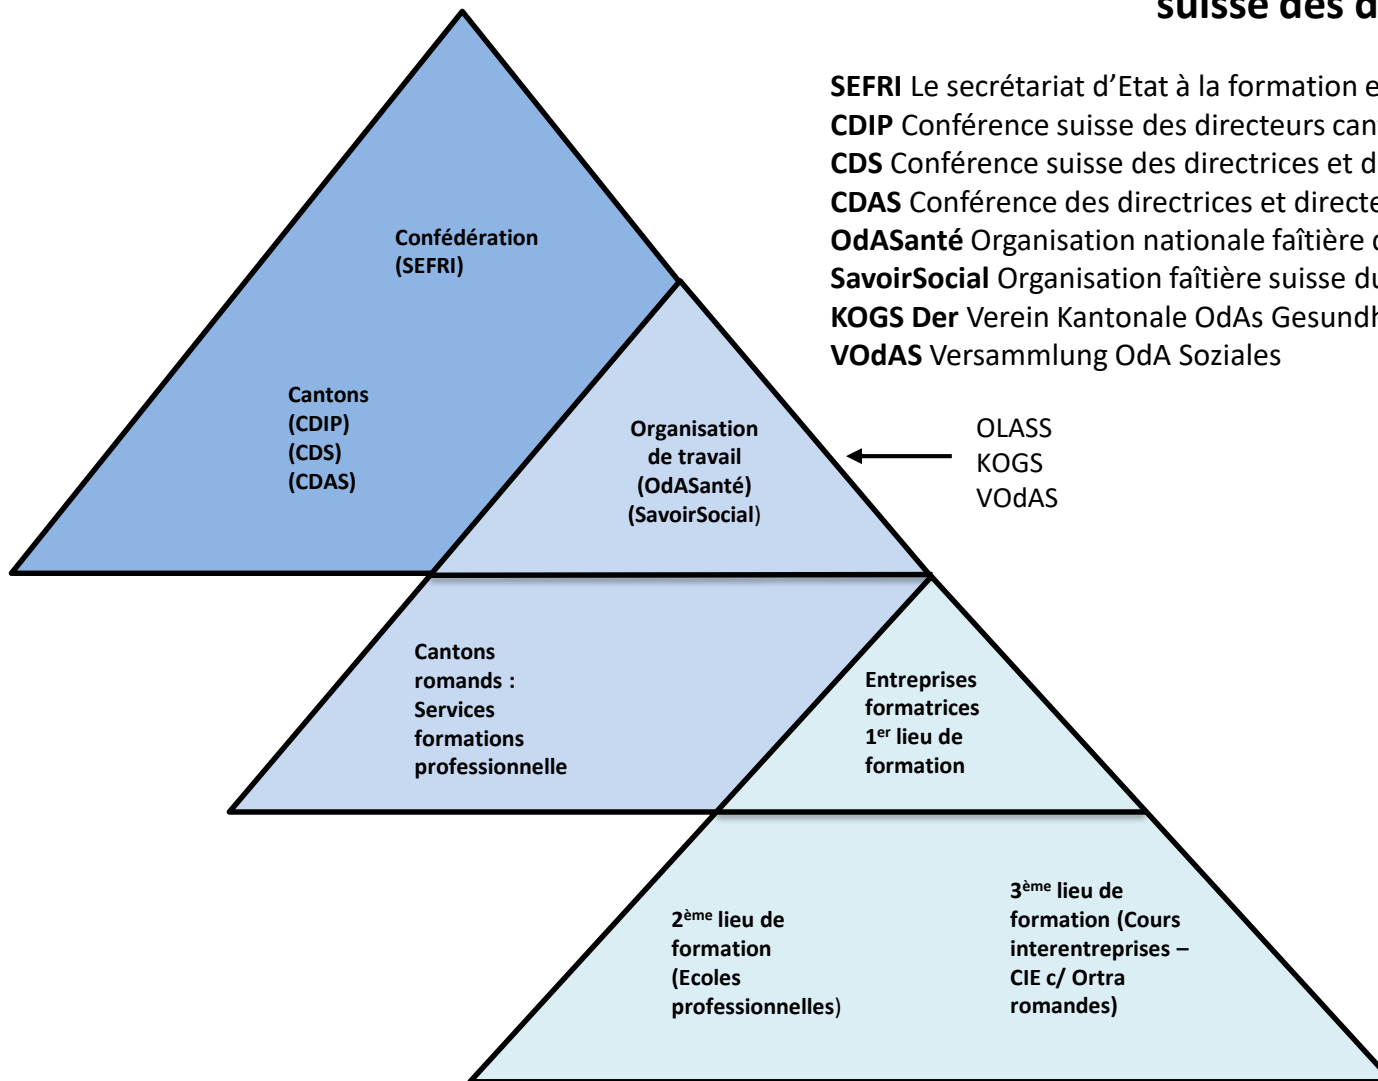 suisse des d
SEFRI Le secrétariat d’Etat à la formation e
CDIP Conférence suisse des directeurs can
CDS Conférence suisse des directrices et d
CDAS Conférence des directrices et directe
OdASanté Organisation nationale faîtière d
SavoirSocial Organisation faîtière suisse du
KOGS Der Verein Kantonale OdAs Gesundh
VOdAS Versammlung OdA Soziales
Confédération
(SEFRI)
Cantons
(CDIP)
(CDS)
(CDAS)
Organisation
de travail
(OdASanté)
(SavoirSocial)
OLASS
KOGS
VOdAS
Cantons
romands :
Services
formations
professionnelle
Entreprises
formatrices
1er lieu de
formation
2ème lieu de
formation
(Ecoles
professionnelles)
3ème lieu de
formation (Cours
interentreprises –
CIE c/ Ortra
romandes)